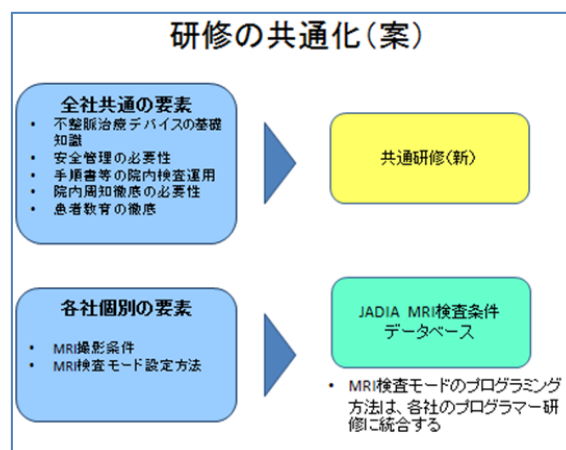 研修の共通化(案)
全社共通の要素
• 不整脈治療デバイスの基礎
知識
• 安全管理の必要性
• 手順書等の院内検査運用
• 院内周知徹底の必要性
• 患者教育の徹底
共通研修(新)
各社個別の要素
• MRI撮影条件
• MRI検査モード設定方法
JADIA MRI検査条件
データベース
• MRI検査モードのプログラミング
方法は、各社のプログラマー研
修に統合する